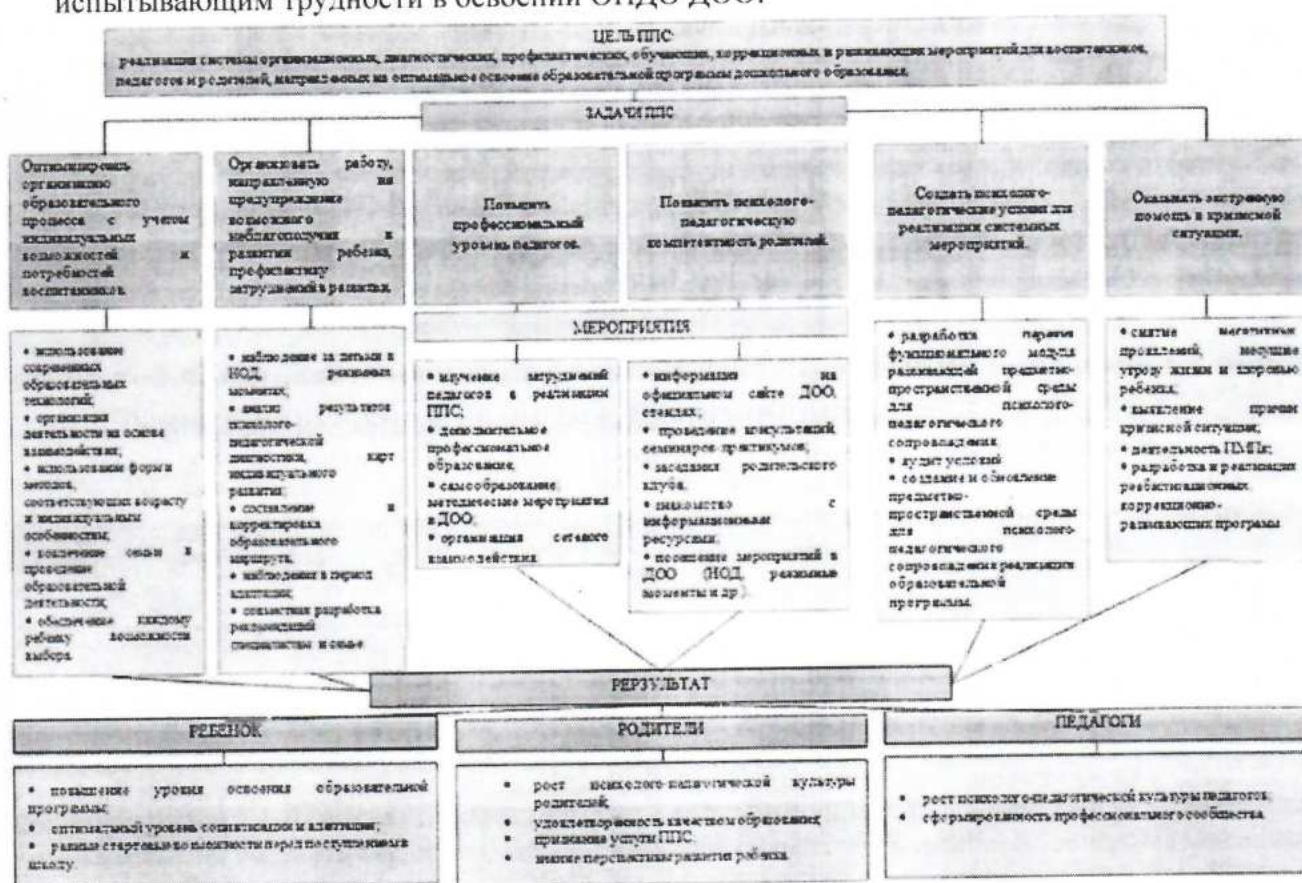 испытывающим трудности в освоении ОПДО ДОО.
ЦЕЛЬ ППС:
реализация системы организационных, диагностических, профилактических, обучающих, коррекционных и развивающих мероприятий для воспитанников,
педагогов и родителей, направленных на оптимальное освоение образовательной программы дошкольного образования.
ЗАДАЧИ ППС
Оптимизировать
организацию
образовательного
процесса с учетом
индивидуальных
возможностей и
потребностей
воспитанников.
Организовать работу,
направленную на
предупреждение
возможного
неблагополучия в
развитии ребенка,
профилактику
затруднений в развитии.
Повысить
профессиональный
уровень педагогов.
Повысить психолого-
педагогическую
компетентность родителей.
Создать психолого-
педагогические условия для
реализации системных
мероприятий.
Оказывать экстренную
помощь в кризисной
ситуации.
МЕРОПРИЯТИЯ
• использование
современных
образовательных
технологий;
• организация
деятельности на основе
взаимодействия;
• использование форм и
методов,
соответствующих возрасту
и индивидуальным
особенностям;
• вовлечение семьи в
проведение
образовательной
деятельности;
• обеспечение каждому
ребенку возможности
выбора.
• наблюдение за детьми в
НОД, режимных
моментах;
• анализ результатов
психолого-
педагогической
диагностики, карт
индивидуального
развития;
• составление и
корректировка
образовательного
маршрута,
• наблюдения в период
адаптации;
• совместная разработка
рекомендаций
специалистам и семье
• изучение затруднений
педагогов в реализации
ППС;
• дополнительное
профессиональное
образование;
• самообразование;
методические мероприятия
в ДОО;
• организация сетевого
взаимодействия
• информация на
официальном сайте ДОО,
стендах;
• проведение консультаций,
семинаров-практикумов;
• заседания родительского
клуба,
• знакомство с
информационными
ресурсами;
• посещение мероприятий в
ДОО (НОД, режимные
моменты и др.).
• разработка
функционального модуля
развивающей предметно-
пространственной среды
для психолого-
педагогического
сопровождения;
• аудит условий
• создание и обновление
предметно-
пространственной среды
для психолого-
педагогического
сопровождения реализации
образовательной
программы.
• снятие негативных
проявлений, несущие
угрозу жизни и здоровью
ребенка;
• выявление причин
кризисной ситуации;
• деятельность ПМПк;
• разработка и реализация
реабилитационных,
коррекционно-
развивающих программ
РЕРЗУЛЬТАТ
РЕБЕНОК
• повышение уровня освоения образовательной
программы;
оптимальный уровень социализации и адаптации;
• равные стартовые возможности перед поступлением в
школу.
РОДИТЕЛИ
• рост психолого-педагогической культуры
родителей;
• удовлетворенность качеством образования;
• признание услуги ППС;
• знание перспективы развития ребенка.
ПЕДАГОГИ
• рост психолого-педагогической культуры педагогов;
• сформированность профессионального сообщества.